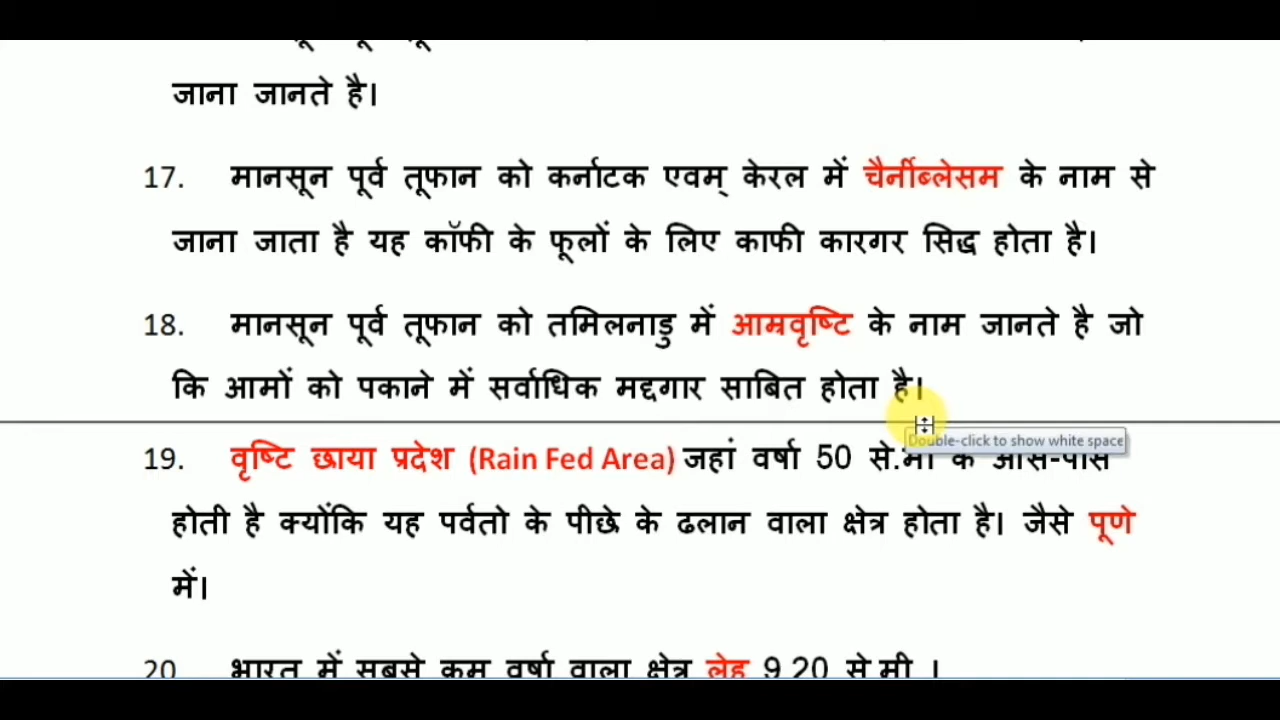 जाना जानते है।
17. मानसून पूर्व तूफान को कर्नाटक एवम् केरल में चैर्नीब्लेसम के नाम से
जाना जाता है यह कॉफी के फूलों के लिए काफी कारगर सिद्ध होता है।
18. मानसून पूर्व तूफान को तमिलनाडु में आम्रवृष्टि के नाम जानते है जो
कि आमों को पकाने में सर्वाधिक मद्दगार साबित होता है।
Double-click to show white space
19. वृष्टि छाया प्रदेश (Rain Fed Area) जहां वर्षा 50 से.मी के आस-पास
होती है क्योंकि यह पर्वतो के पीछे के ढलान वाला क्षेत्र होता है। जैसे पूणे
में।
20 भारत में सबसे कम वर्षा वाला क्षेत्र लेह 9.20 से.मी ।